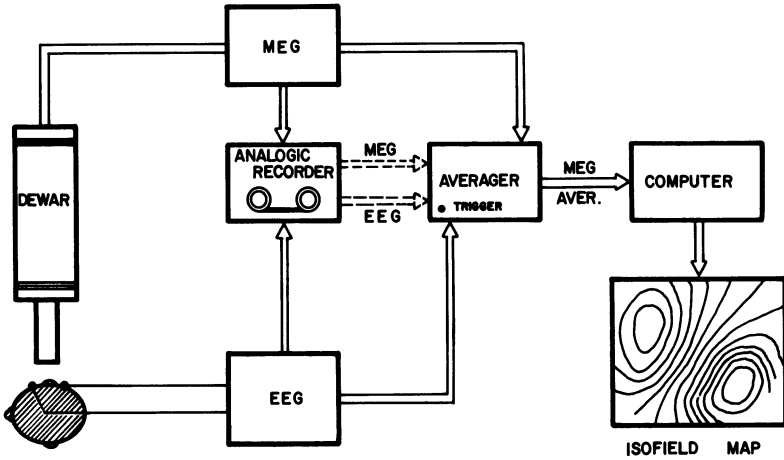 MEG
DEWAR
ANALOGIC
RECORDER
MEG
EEG
AVERAGER
TRIGGER
MEG
AVER.
COMPUTER
EEG
ISOFIELD MAP